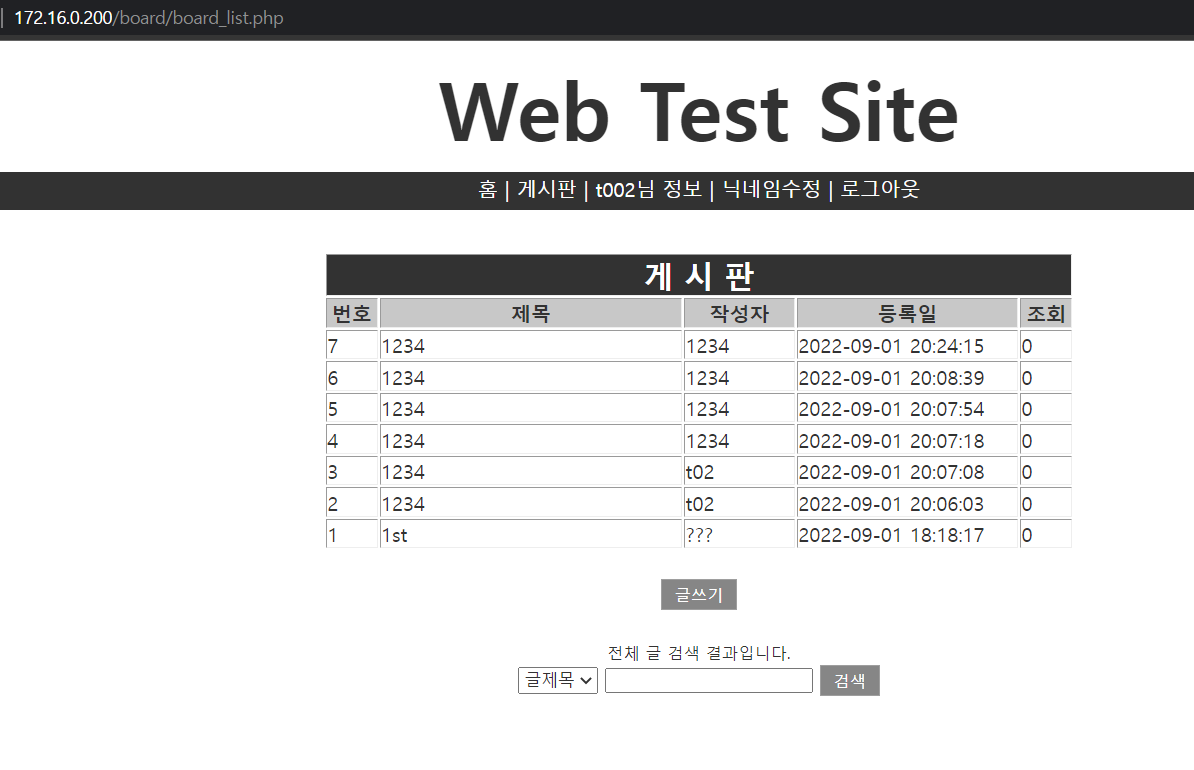 172.16.0.200/board/board_list.php
Web Test Site
홈 | 게시판 | t002님 정보 | 닉네임수정 | 로그아웃
게 시 판
번호 제목 작성자 등록일 조회
7 1234 1234 2022-09-01 20:24:15 0
6 1234 1234 2022-09-01 20:08:39 0
5 1234 1234 2022-09-01 20:07:54 0
4 1234 1234 2022-09-01 20:07:18 0
3 1234 t02 2022-09-01 20:07:08 0
2 1234 t02 2022-09-01 20:06:03 0
1 1st ??? 2022-09-01 18:18:17 0
글쓰기
전체 글 검색 결과입니다.
글제목 검색